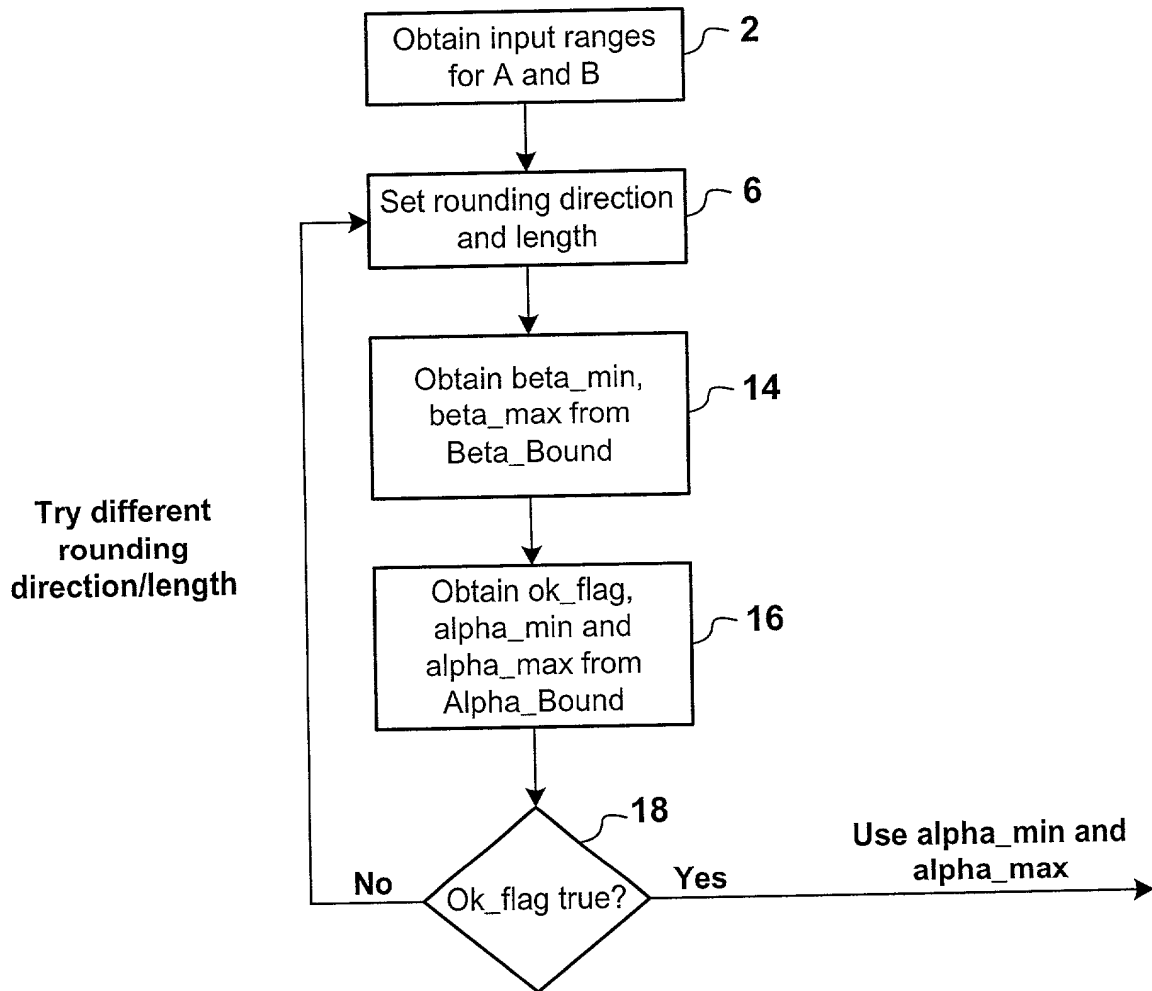 Obtain input ranges
for A and B
2
Set rounding direction
and length
6
Obtain beta_min,
beta_max from
Beta_Bound
14
Try different
rounding
direction/length
Obtain ok_flag,
alpha_min and
alpha_max from
Alpha_Bound
16
18
Ok_flag true?
No
Yes
Use alpha_min and
alpha_max